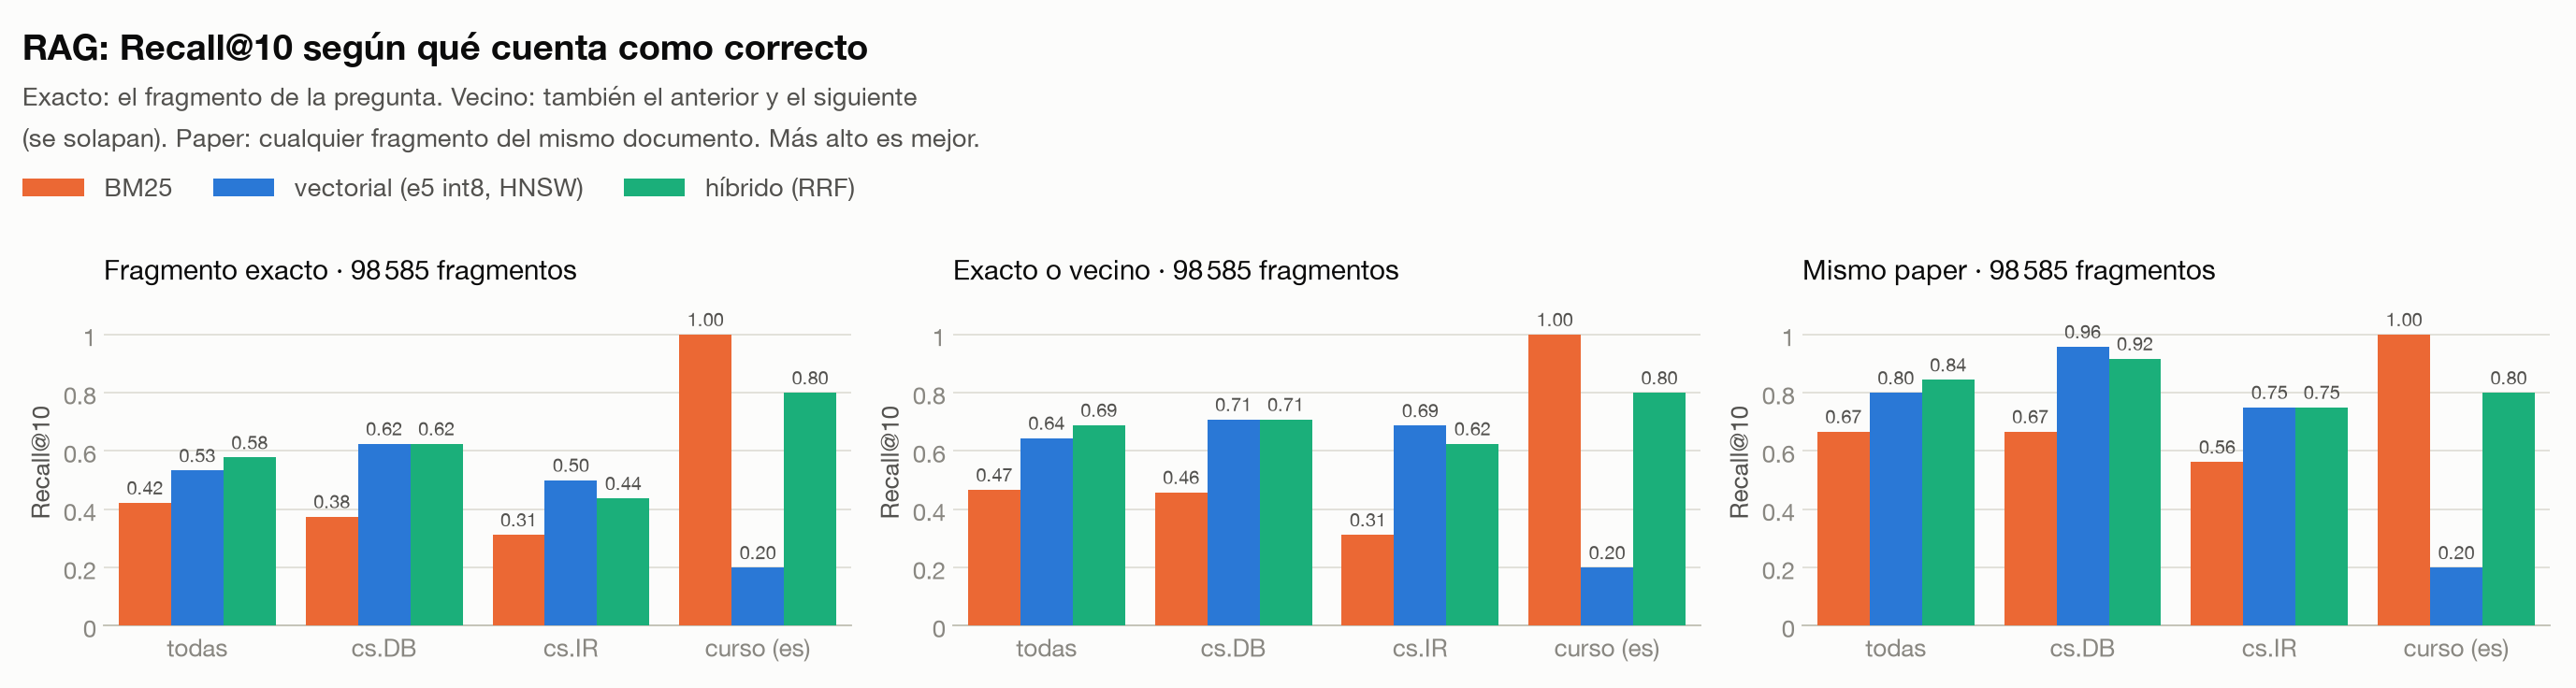 RAG: Recall@10 según qué cuenta como correcto
Exacto: el fragmento de la pregunta. Vecino: también el anterior y el siguiente
(se solapan). Paper: cualquier fragmento del mismo documento. Más alto es mejor.
BM25 vectorial (e5 int8, HNSW) híbrido (RRF)
Fragmento exacto · 98 585 fragmentos
Recall@10
1
0.8
0.6
0.4
0.2
0
0.42 0.53 0.58
0.38 0.62 0.62
0.31 0.50 0.44
1.00 0.20 0.80
todas cs.DB cs.IR curso (es)
Exacto o vecino · 98 585 fragmentos
Recall@10
1
0.8
0.6
0.4
0.2
0
0.47 0.64 0.69
0.46 0.71 0.71
0.31 0.69 0.62
1.00 0.20 0.80
todas cs.DB cs.IR curso (es)
Mismo paper · 98 585 fragmentos
Recall@10
1
0.8
0.6
0.4
0.2
0
0.67 0.80 0.84
0.67 0.96 0.92
0.56 0.75 0.75
1.00 0.20 0.80
todas cs.DB cs.IR curso (es)